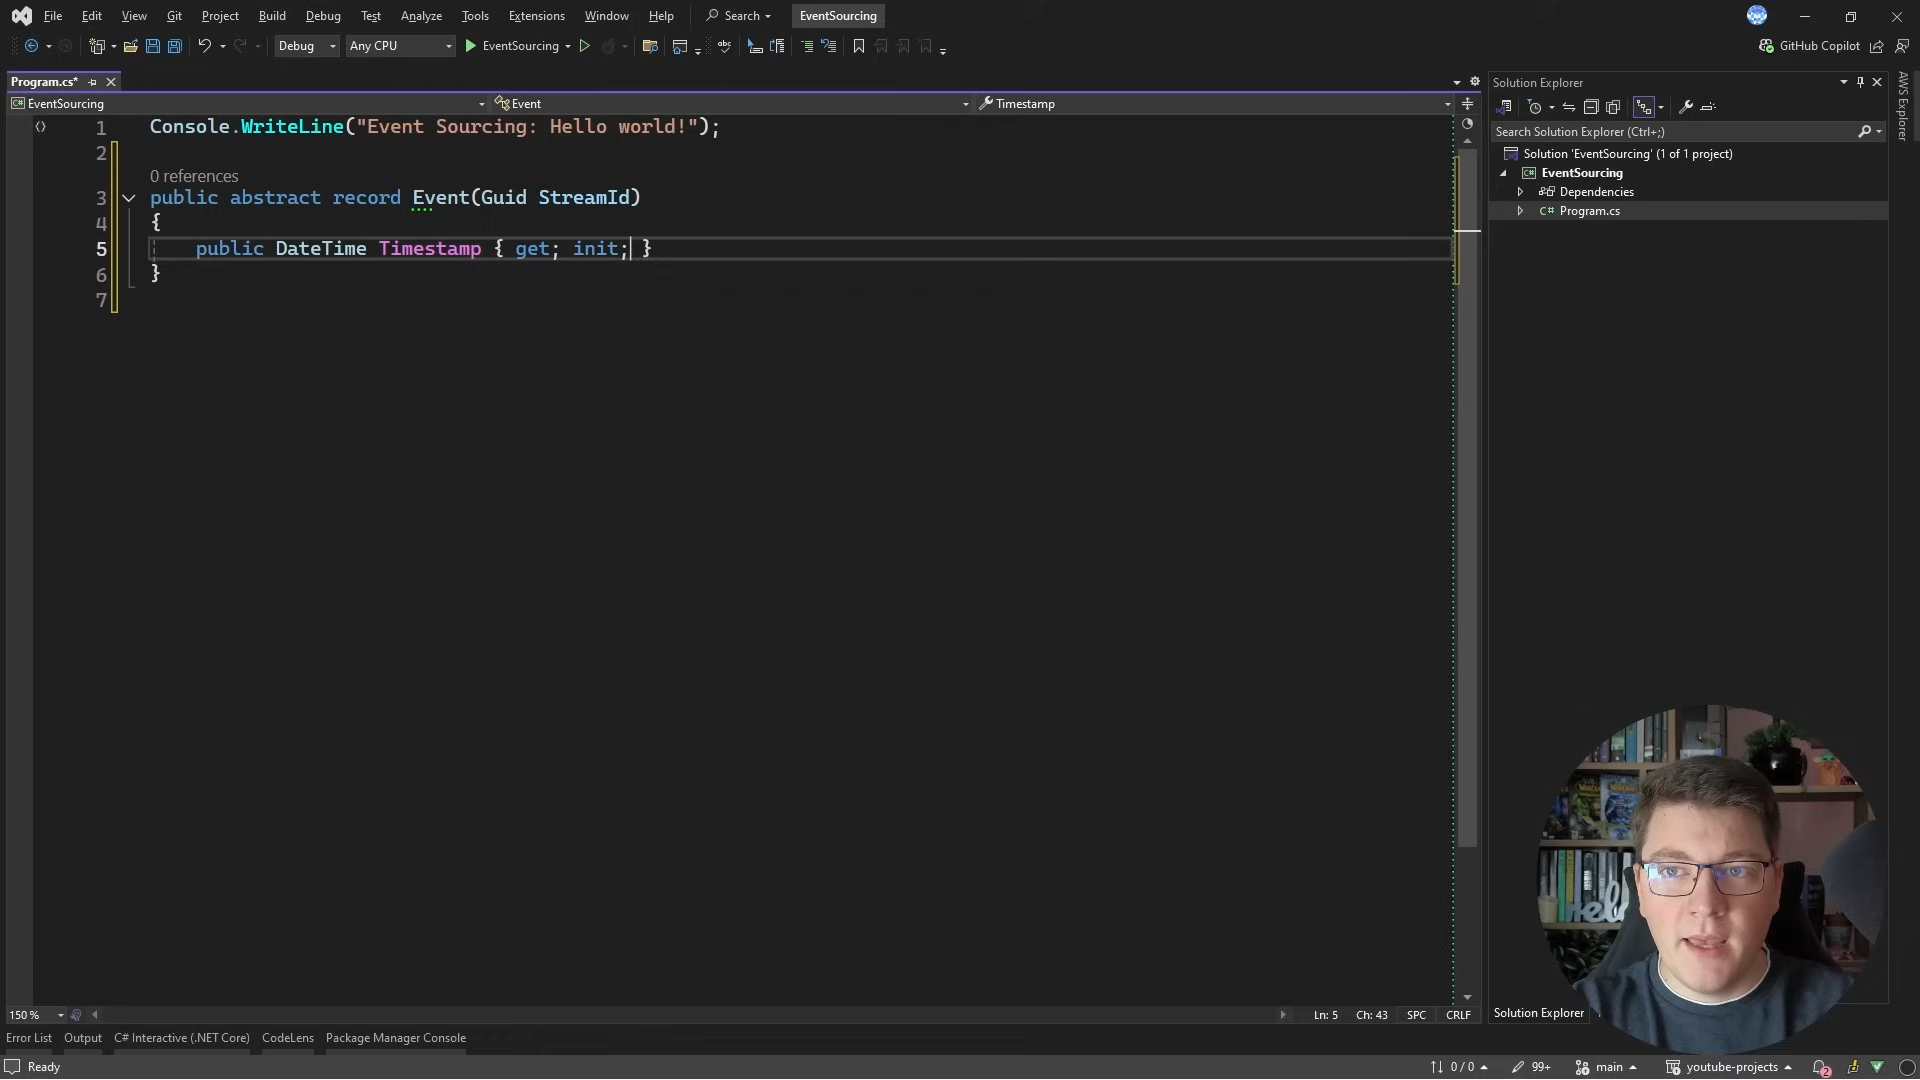 File Edit View Git Project Build Debug Test Analyze Tools Extensions Window Help Search EventSourcing
Debug Any CPU EventSourcing GitHub Copilot
Program.cs*
EventSourcing Event Timestamp
1 Console.WriteLine("Event Sourcing: Hello world!");
2
0 references
3 public abstract record Event(Guid StreamId)
4 {
5 public DateTime Timestamp { get; init; }
6 }
7
150 % Ln: 5 Ch: 43 SPC CRLF
Error List Output C# Interactive (.NET Core) CodeLens Package Manager Console
Ready 0 / 0 99+ main youtube-projects 2
Solution Explorer
Search Solution Explorer (Ctrl+;)
Solution 'EventSourcing' (1 of 1 project)
C# EventSourcing
Dependencies
C# Program.cs
Solution Explorer
AWS Explorer